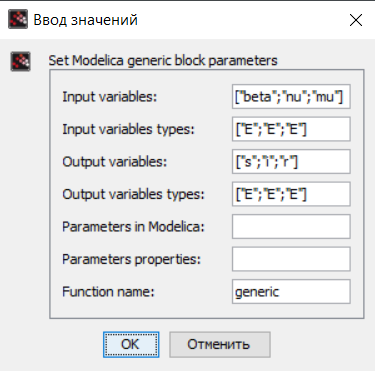 Ввод значений
Set Modelica generic block parameters
Input variables: ["beta";"nu";"mu"]
Input variables types: ["E";"E";"E"]
Output variables: ["s";"i";"r"]
Output variables types: ["E";"E";"E"]
Parameters in Modelica:
Parameters properties:
Function name: generic
OK Отменить